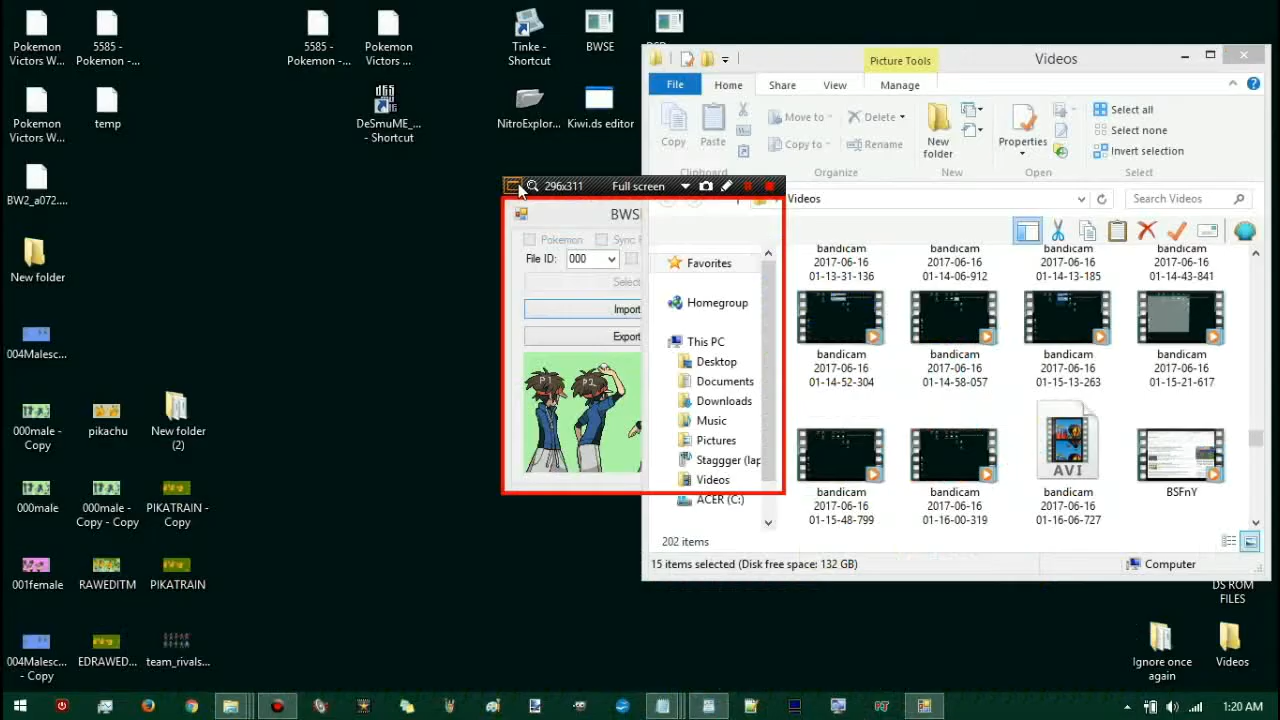 Pokemon
Victors W...
5585 -
Pokemon -...
5585 -
Pokemon -...
Pokemon
Victors ...
Tinke -
Shortcut
BWSE
Pokemon
Victors W...
temp
DeSmuME_...
- Shortcut
NitroExplor...
Kiwi.ds editor
BW2_a072....
New folder
004Malesc...
000male -
Copy
pikachu
New folder
(2)
000male
000male -
Copy - Copy
PIKATRAIN -
Copy
001female
RAWEDITM
PIKATRAIN
004Malesc...
- Copy
EDRAWED...
team_rivals...
Picture Tools
Videos
File
Home
Share
View
Manage
Copy
Paste
Move to
Copy to
Delete
Rename
New
folder
Properties
Select all
Select none
Invert selection
Clipboard
Organize
New
Open
Select
Videos
Search Videos
296x311
Full screen
BWSE
Pokemon
Sync
File ID:
000
Select
Import
Export
P1
P2
Favorites
Homegroup
This PC
Desktop
Documents
Downloads
Music
Pictures
Staggger (lap
Videos
ACER (C:)
bandicam
2017-06-16
01-13-31-136
bandicam
2017-06-16
01-14-06-912
bandicam
2017-06-16
01-14-13-185
bandicam
2017-06-16
01-14-43-841
bandicam
2017-06-16
01-14-52-304
bandicam
2017-06-16
01-14-58-057
bandicam
2017-06-16
01-15-13-263
bandicam
2017-06-16
01-15-21-617
AVI
bandicam
2017-06-16
01-15-48-799
bandicam
2017-06-16
01-16-00-319
bandicam
2017-06-16
01-16-06-727
BSFnY
202 items
15 items selected (Disk free space: 132 GB)
Computer
DS ROM
FILES
Ignore once
again
Videos
1:20 AM